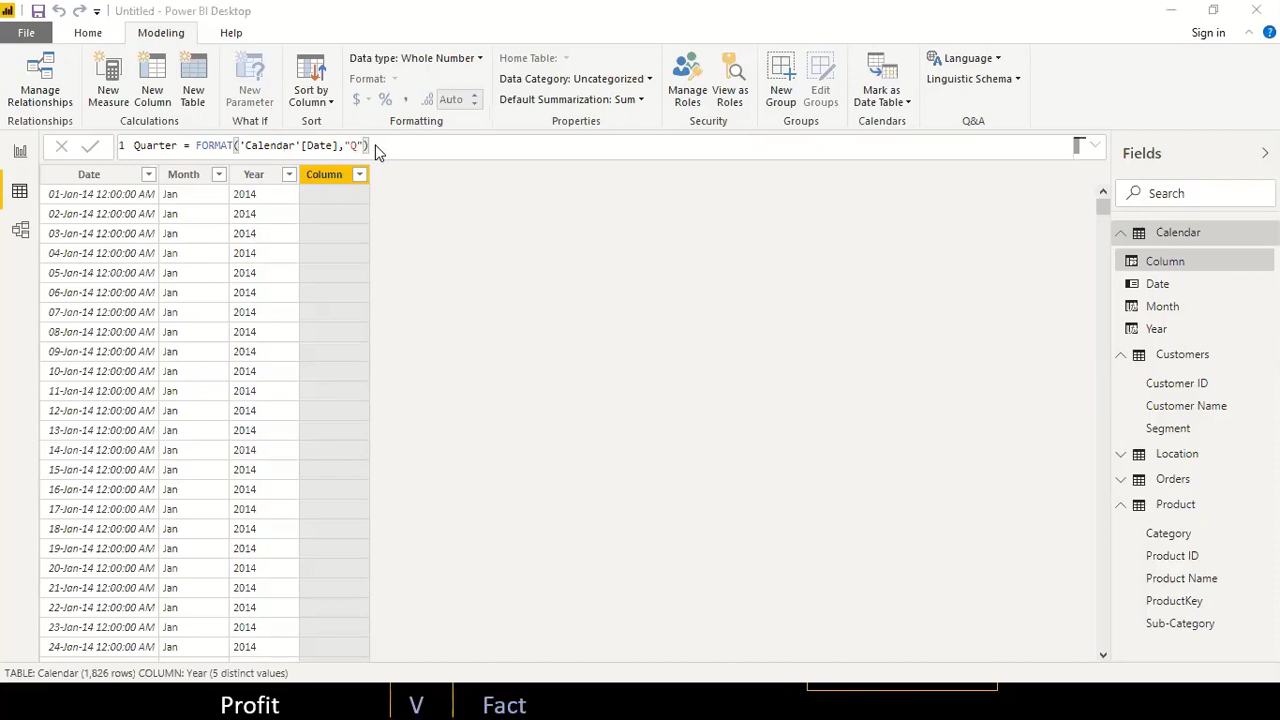 Untitled - Power BI Desktop
File
Home
Modeling
Help
Sign in
Manage Relationships
New Measure
New Column
New Table
New Parameter
Sort by Column
Data type: Whole Number
Format:
$ % , .00 Auto
Home Table:
Data Category: Uncategorized
Default Summarization: Sum
Manage Roles
View as Roles
New Group
Edit Groups
Mark as Date Table
Language
Linguistic Schema
Relationships
Calculations
What If
Sort
Formatting
Properties
Security
Groups
Calendars
Q&A
1 Quarter = FORMAT('Calendar'[Date],"Q")
Date Month Year Column
01-Jan-14 12:00:00 AM Jan 2014
02-Jan-14 12:00:00 AM Jan 2014
03-Jan-14 12:00:00 AM Jan 2014
04-Jan-14 12:00:00 AM Jan 2014
05-Jan-14 12:00:00 AM Jan 2014
06-Jan-14 12:00:00 AM Jan 2014
07-Jan-14 12:00:00 AM Jan 2014
08-Jan-14 12:00:00 AM Jan 2014
09-Jan-14 12:00:00 AM Jan 2014
10-Jan-14 12:00:00 AM Jan 2014
11-Jan-14 12:00:00 AM Jan 2014
12-Jan-14 12:00:00 AM Jan 2014
13-Jan-14 12:00:00 AM Jan 2014
14-Jan-14 12:00:00 AM Jan 2014
15-Jan-14 12:00:00 AM Jan 2014
16-Jan-14 12:00:00 AM Jan 2014
17-Jan-14 12:00:00 AM Jan 2014
18-Jan-14 12:00:00 AM Jan 2014
19-Jan-14 12:00:00 AM Jan 2014
20-Jan-14 12:00:00 AM Jan 2014
21-Jan-14 12:00:00 AM Jan 2014
22-Jan-14 12:00:00 AM Jan 2014
23-Jan-14 12:00:00 AM Jan 2014
24-Jan-14 12:00:00 AM Jan 2014
Fields
Search
Calendar
Column
Date
Month
Year
Customers
Customer ID
Customer Name
Segment
Location
Orders
Product
Category
Product ID
Product Name
ProductKey
Sub-Category
TABLE: Calendar (1,826 rows) COLUMN: Year (5 distinct values)
Profit V Fact